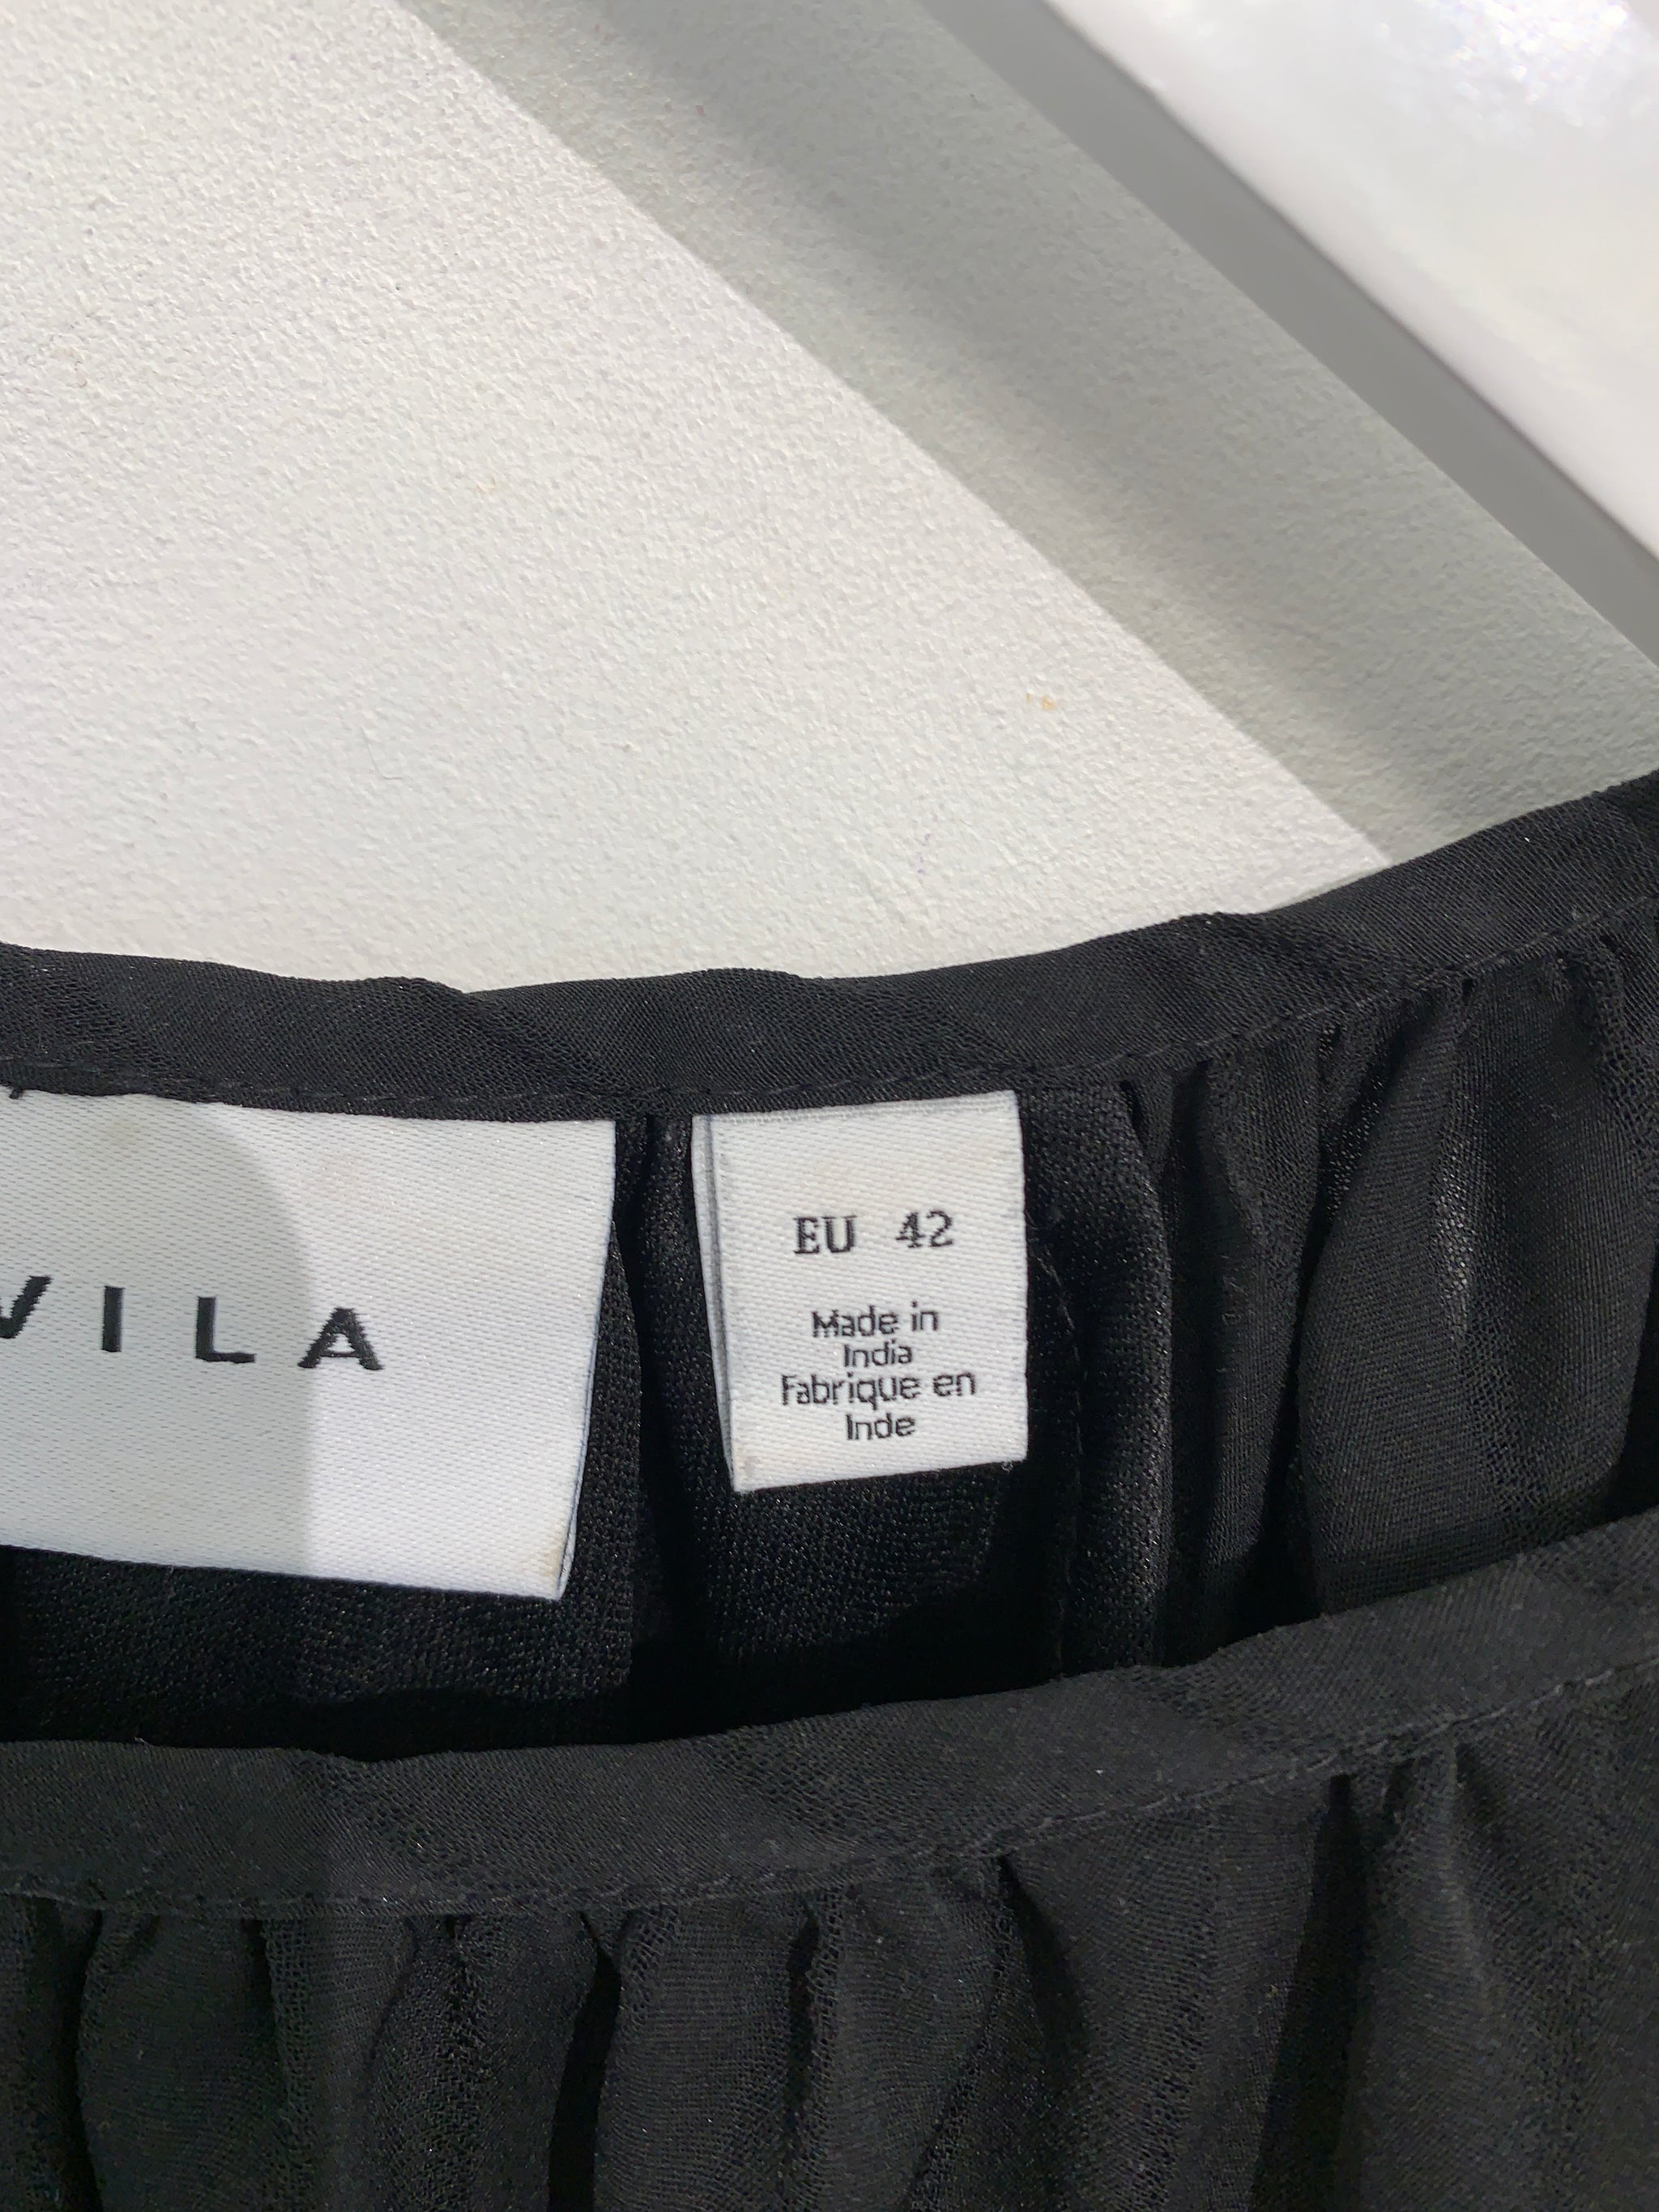 VILA
EU 42
Made in
India
Fabrique en
Inde